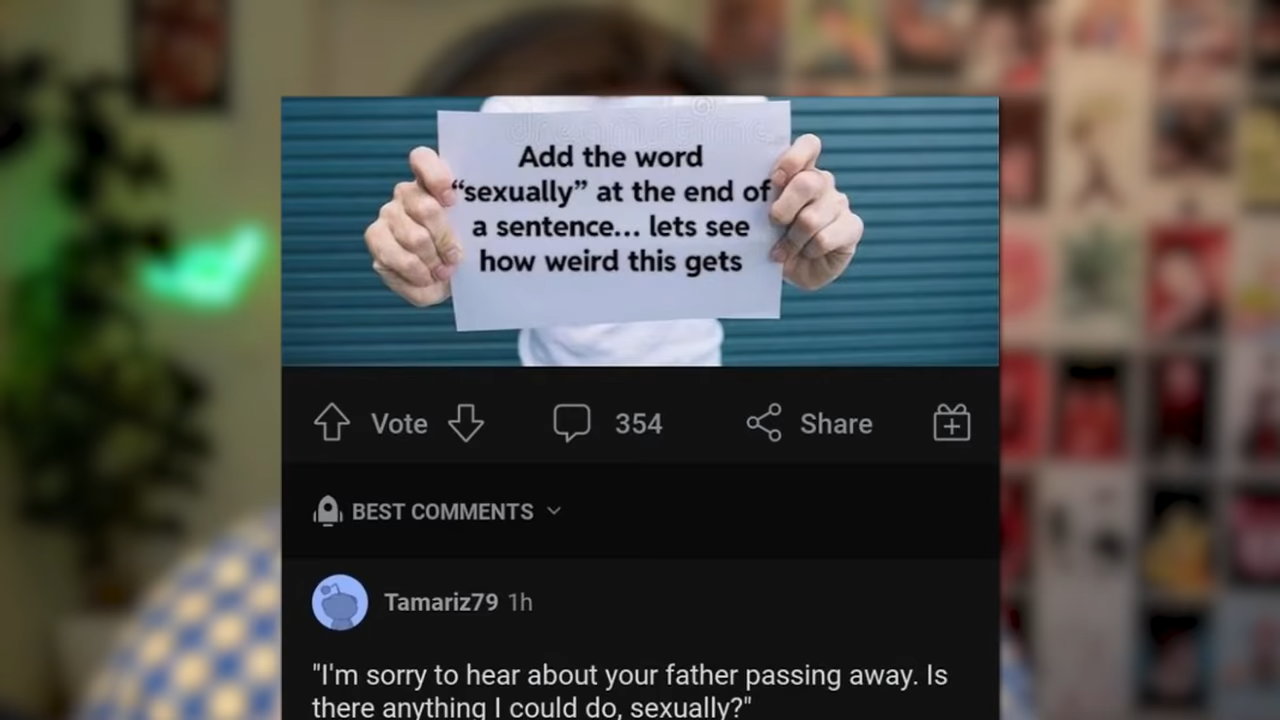 Add the word
“sexually” at the end of
a sentence... lets see
how weird this gets
Vote
354
Share
BEST COMMENTS
Tamariz79 1h
"I'm sorry to hear about your father passing away. Is
there anything I could do, sexually?"